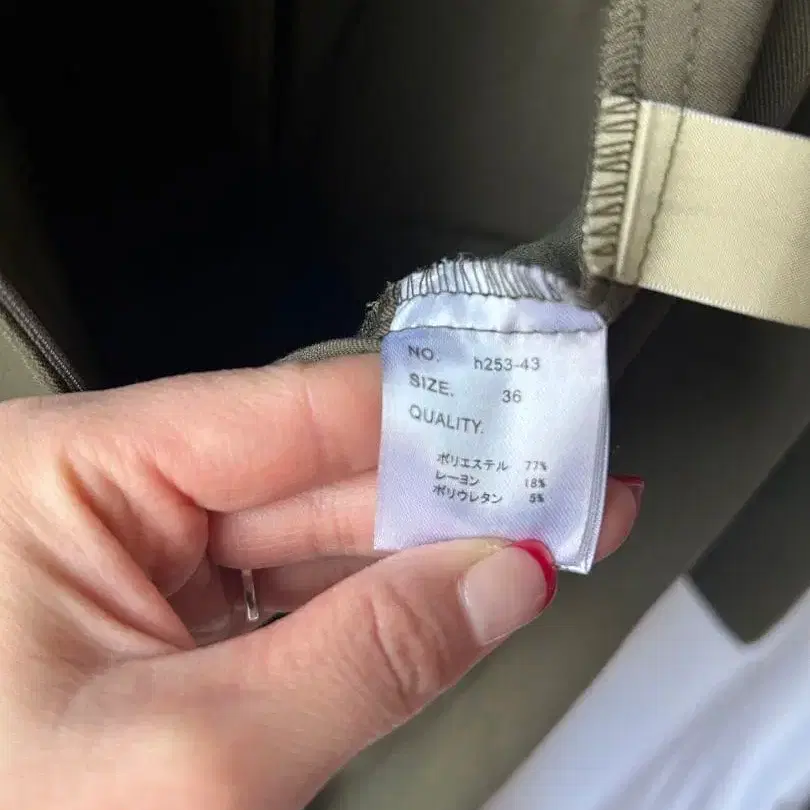 NO. h253-43
SIZE. 36
QUALITY.
ポリエステル 77%
レーヨン 18%
ポリウレタン 5%